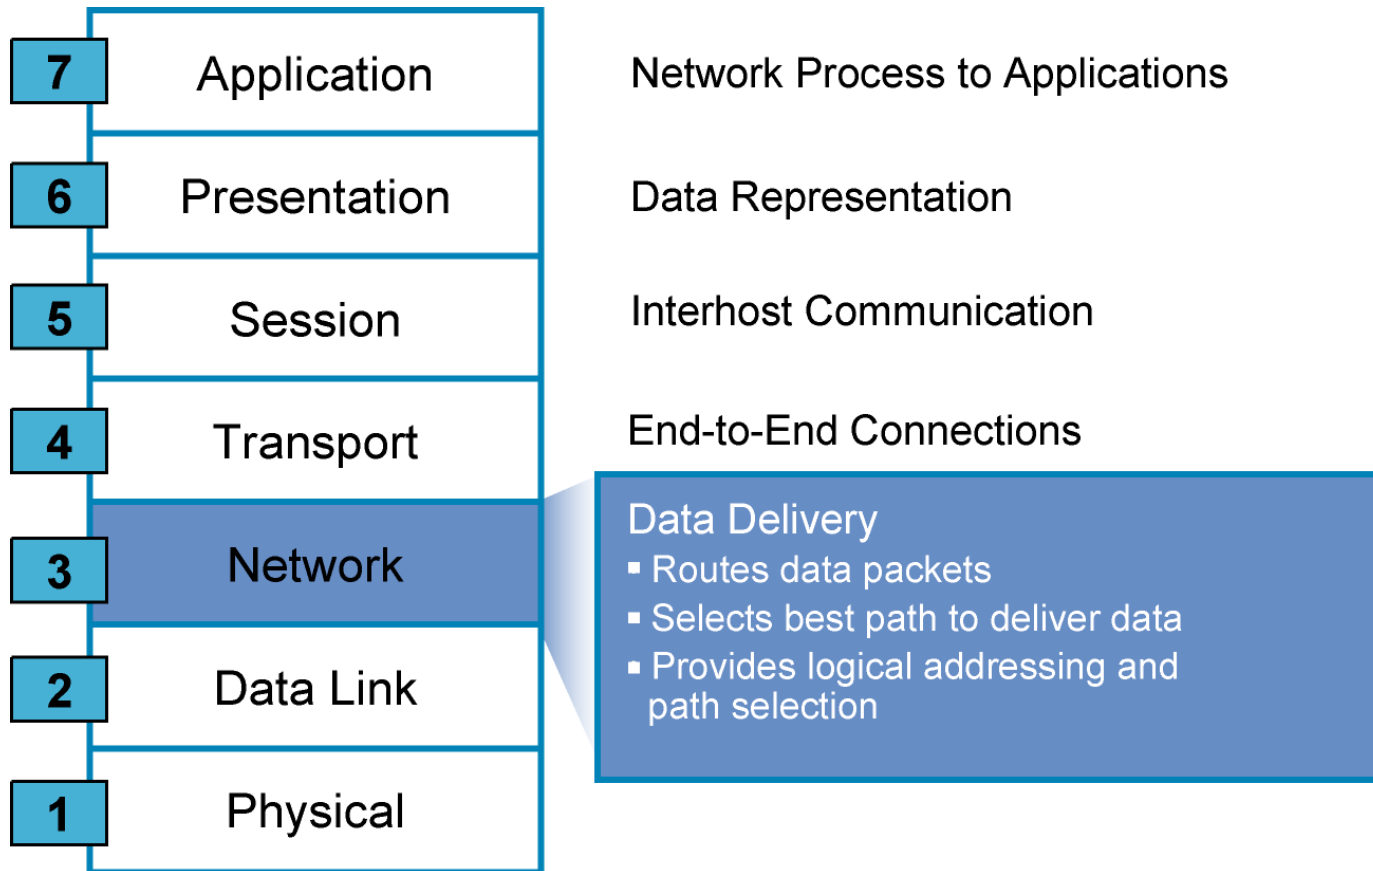 7 Application Network Process to Applications
6 Presentation Data Representation
5 Session Interhost Communication
4 Transport End-to-End Connections
3 Network
Data Delivery
▪ Routes data packets
▪ Selects best path to deliver data
▪ Provides logical addressing and
path selection
2 Data Link
1 Physical